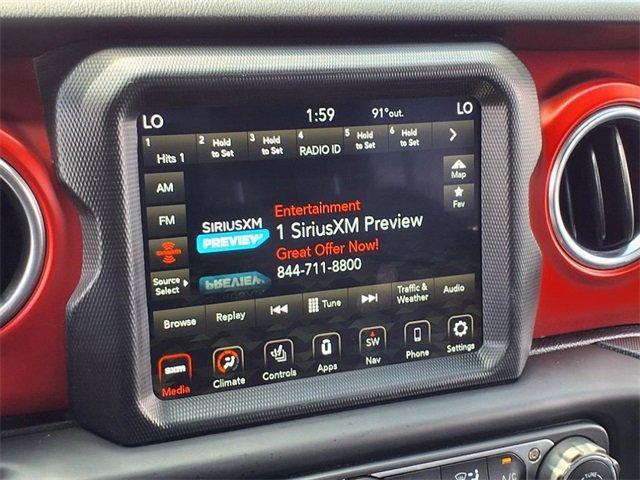 LO 1:59 91° out. LO
1 2 Hold 3 Hold 4 5 Hold 6 Hold
Hits 1 to Set to Set RADIO ID to Set to Set
AM
Map
FM
Fav
Entertainment
SIRIUSXM
PREVIEW
1 SiriusXM Preview
Great Offer Now!
844-711-8800
Source
Select
Browse Replay Tune Traffic & Weather Audio
sxm SW
Media Climate Controls Apps Nav Phone Settings
TUNE